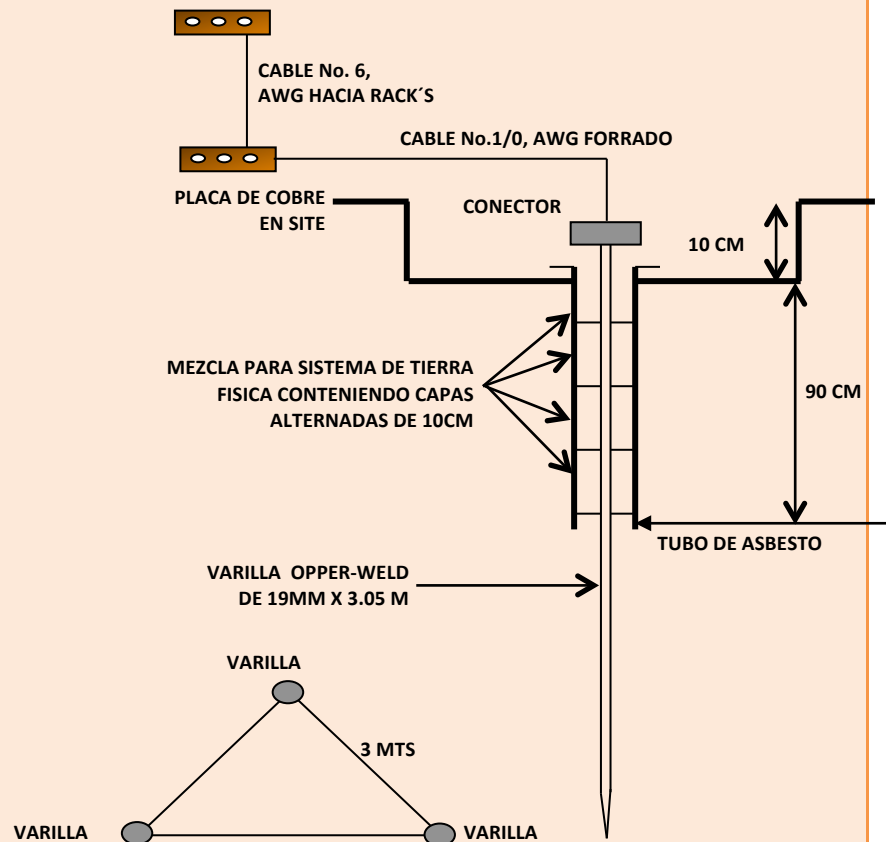 CABLE No. 6,
AWG HACIA RACK´S
CABLE No.1/0, AWG FORRADO
PLACA DE COBRE
EN SITE
CONECTOR
10 CM
MEZCLA PARA SISTEMA DE TIERRA
FISICA CONTENIENDO CAPAS
ALTERNADAS DE 10CM
90 CM
TUBO DE ASBESTO
VARILLA OPPER-WELD
DE 19MM X 3.05 M
VARILLA
3 MTS
VARILLA
VARILLA